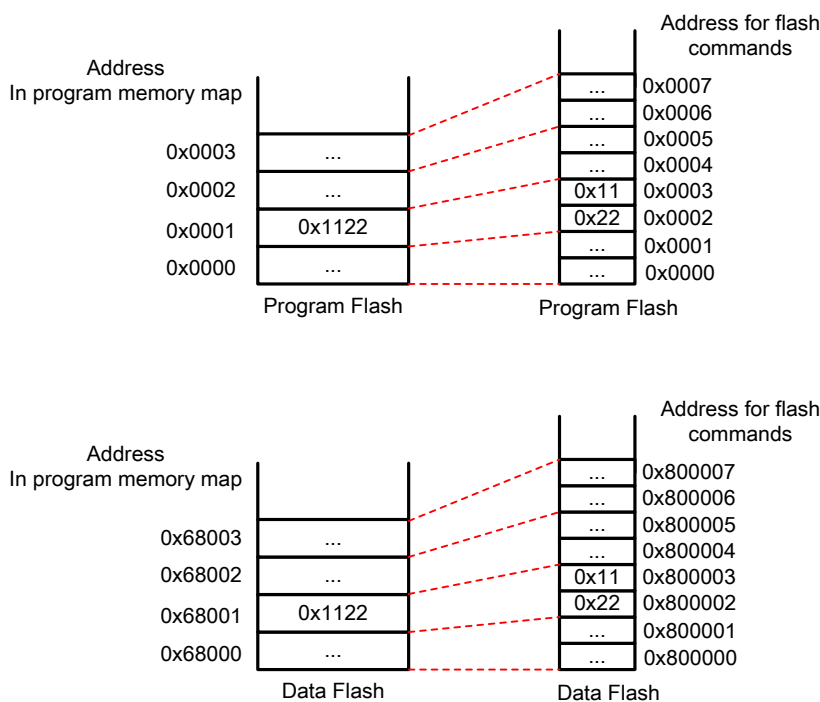 Address for flash
commands
Address
In program memory map
... 0x0007
... 0x0006
0x0003 ... ... 0x0005
... 0x0004
0x0002 ... 0x11 0x0003
0x0001 0x1122 0x22 0x0002
... 0x0001
0x0000 ... ... 0x0000
Program Flash Program Flash
Address for flash
commands
Address
In program memory map
... 0x800007
... 0x800006
0x68003 ... ... 0x800005
... 0x800004
0x68002 ... 0x11 0x800003
0x68001 0x1122 0x22 0x800002
... 0x800001
0x68000 ... ... 0x800000
Data Flash Data Flash